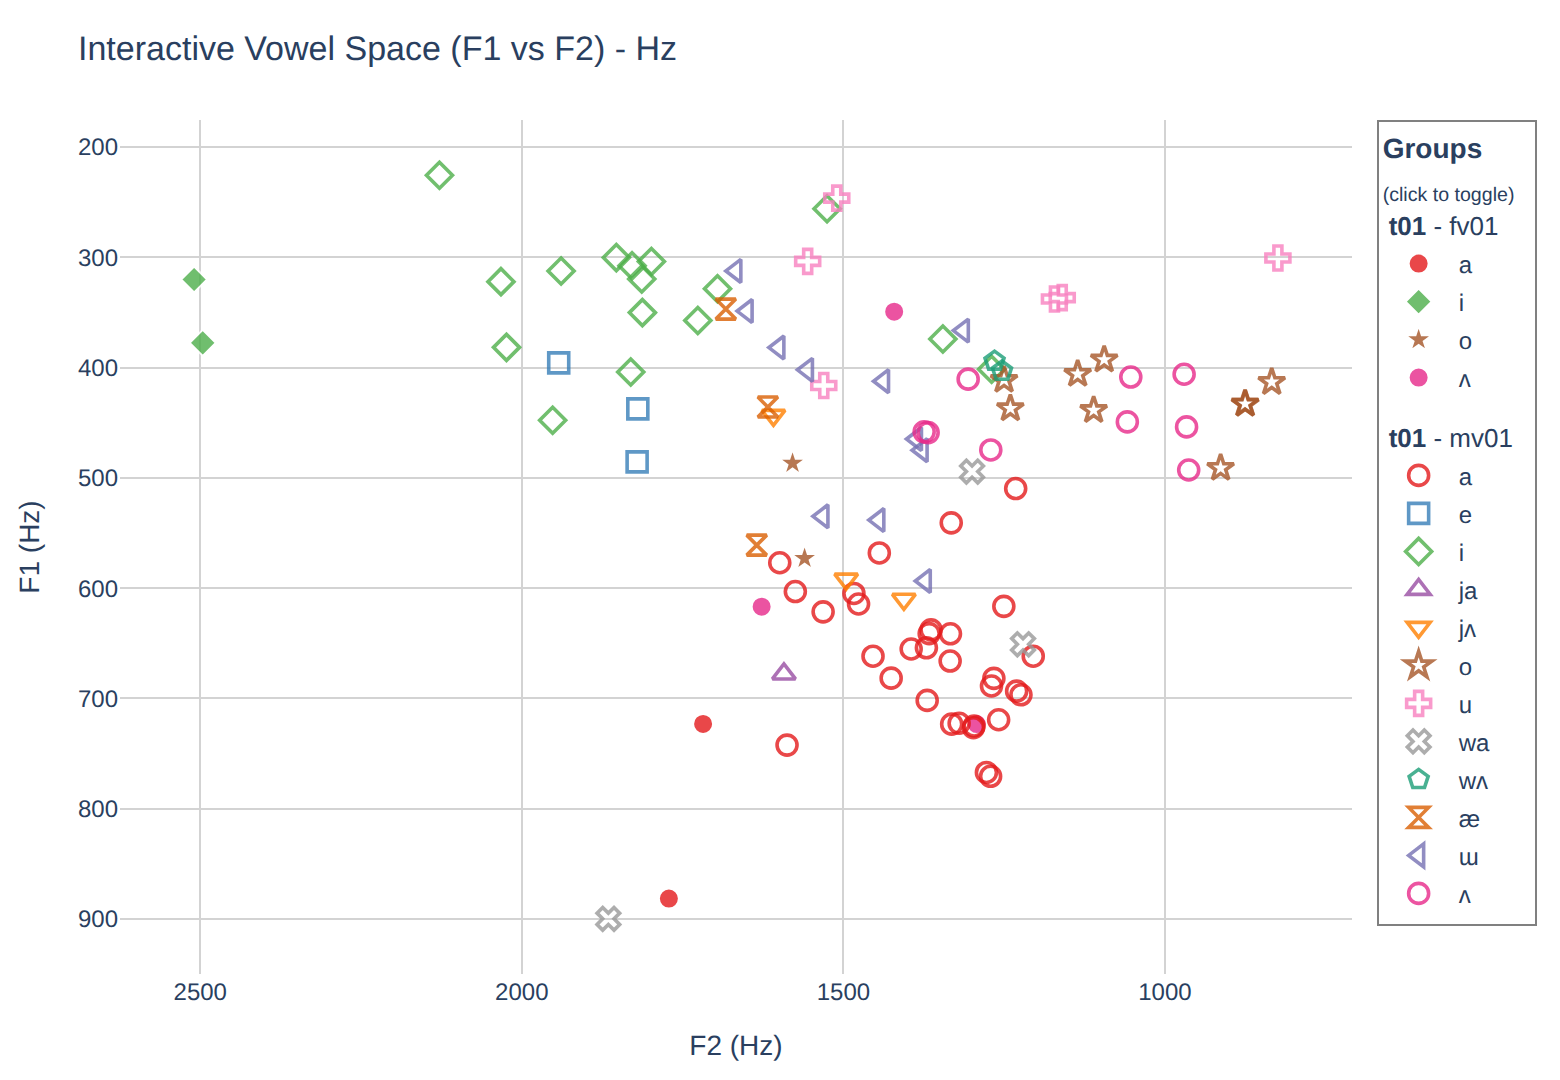 Interactive Vowel Space (F1 vs F2) - Hz
200
300
400
500
600
700
800
900
F1 (Hz)
2500
2000
1500
1000
F2 (Hz)
Groups
(click to toggle)
t01 - fv01
a
i
o
ʌ
t01 - mv01
a
e
i
ja
jʌ
o
u
wa
wʌ
æ
ɯ
ʌ